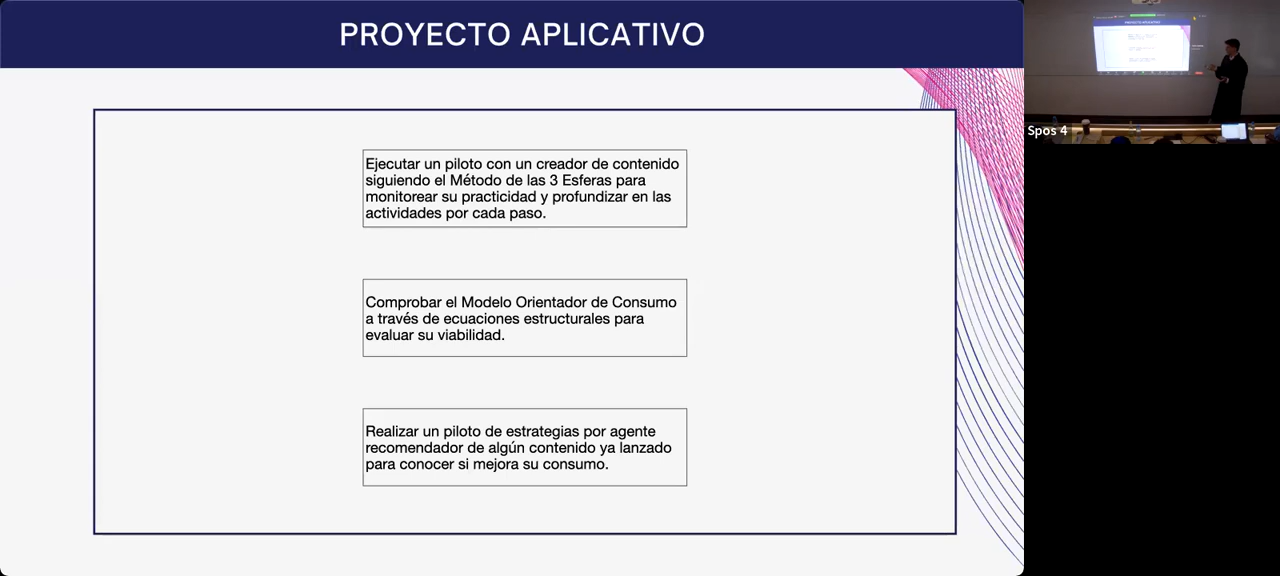 PROYECTO APLICATIVO
Ejecutar un piloto con un creador de contenido
siguiendo el Método de las 3 Esferas para
monitorear su practicidad y profundizar en las
actividades por cada paso.
Comprobar el Modelo Orientador de Consumo
a través de ecuaciones estructurales para
evaluar su viabilidad.
Realizar un piloto de estrategias por agente
recomendador de algún contenido ya lanzado
para conocer si mejora su consumo.
Spos 4